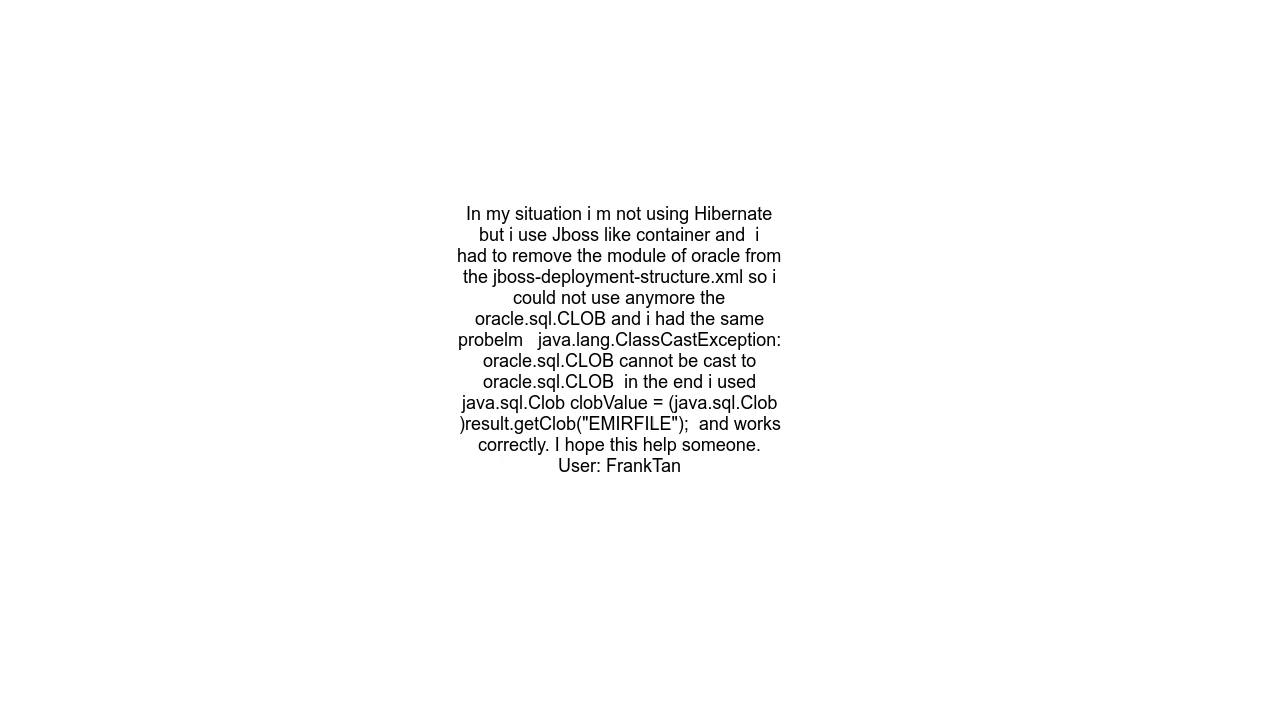 In my situation i m not using Hibernate
but i use Jboss like container and  i
had to remove the module of oracle from
the jboss-deployment-structure.xml so i
could not use anymore the
oracle.sql.CLOB and i had the same
probelm   java.lang.ClassCastException:
oracle.sql.CLOB cannot be cast to
oracle.sql.CLOB  in the end i used
java.sql.Clob clobValue = (java.sql.Clob
)result.getClob("EMIRFILE");  and works
correctly. I hope this help someone.
User: FrankTan